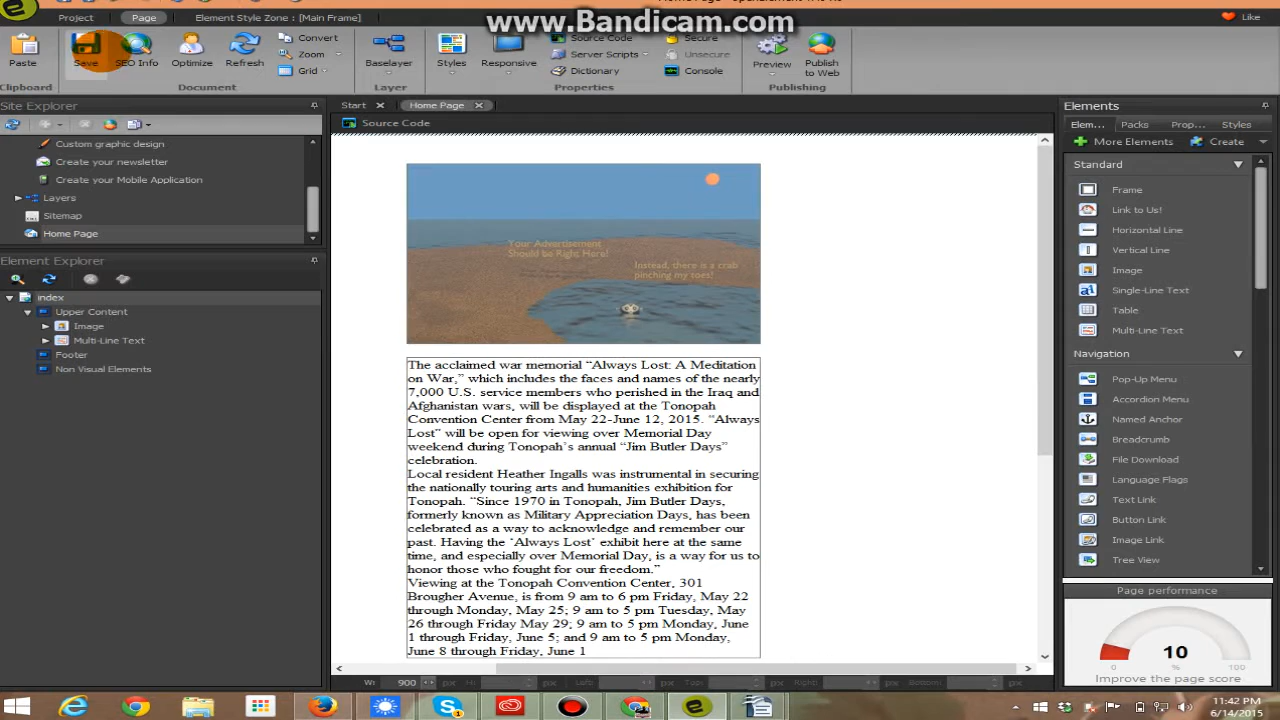 www.Bandicam.com
Project
Page
Element Style Zone : [Main Frame]
Like
Paste
Save
SEO Info
Optimize
Refresh
Convert
Zoom
Grid
Baselayer
Styles
Responsive
Source Code
Server Scripts
Dictionary
Secure
Unsecure
Console
Preview
Publish
to Web
Clipboard
Document
Layer
Properties
Publishing
Site Explorer
Custom graphic design
Create your newsletter
Create your Mobile Application
Layers
Sitemap
Home Page
Element Explorer
index
Upper Content
Image
Multi-Line Text
Footer
Non Visual Elements
Start
Home Page
Source Code
Your Advertisement
Should be Right Here!
Instead, there is a crab
pinching my toes!
The acclaimed war memorial “Always Lost: A Meditation
on War,” which includes the faces and names of the nearly
7,000 U.S. service members who perished in the Iraq and
Afghanistan wars, will be displayed at the Tonopah
Convention Center from May 22-June 12, 2015. “Always
Lost” will be open for viewing over Memorial Day
weekend during Tonopah’s annual “Jim Butler Days”
celebration.
Local resident Heather Ingalls was instrumental in securing
the nationally touring arts and humanities exhibition for
Tonopah. “Since 1970 in Tonopah, Jim Butler Days,
formerly known as Military Appreciation Days, has been
celebrated as a way to acknowledge and remember our
past. Having the ‘Always Lost’ exhibit here at the same
time, and especially over Memorial Day, is a way for us to
honor those who fought for our freedom.”
Viewing at the Tonopah Convention Center, 301
Brougher Avenue, is from 9 am to 6 pm Friday, May 22
through Monday, May 25; 9 am to 5 pm Tuesday, May
26 through Friday May 29; 9 am to 5 pm Monday, June
1 through Friday, June 5; and 9 am to 5 pm Monday,
June 8 through Friday, June 1
W: 900 px H: px Left: px Top: px Right: px Bottom: px
Elements
Elem... Packs Prop... Styles
More Elements Create
Standard
Frame
Link to Us!
Horizontal Line
Vertical Line
Image
Single-Line Text
Table
Multi-Line Text
Navigation
Pop-Up Menu
Accordion Menu
Named Anchor
Breadcrumb
File Download
Language Flags
Text Link
Button Link
Image Link
Tree View
Page performance
10
0 % 100
Improve the page score
11:42 PM
6/14/2015